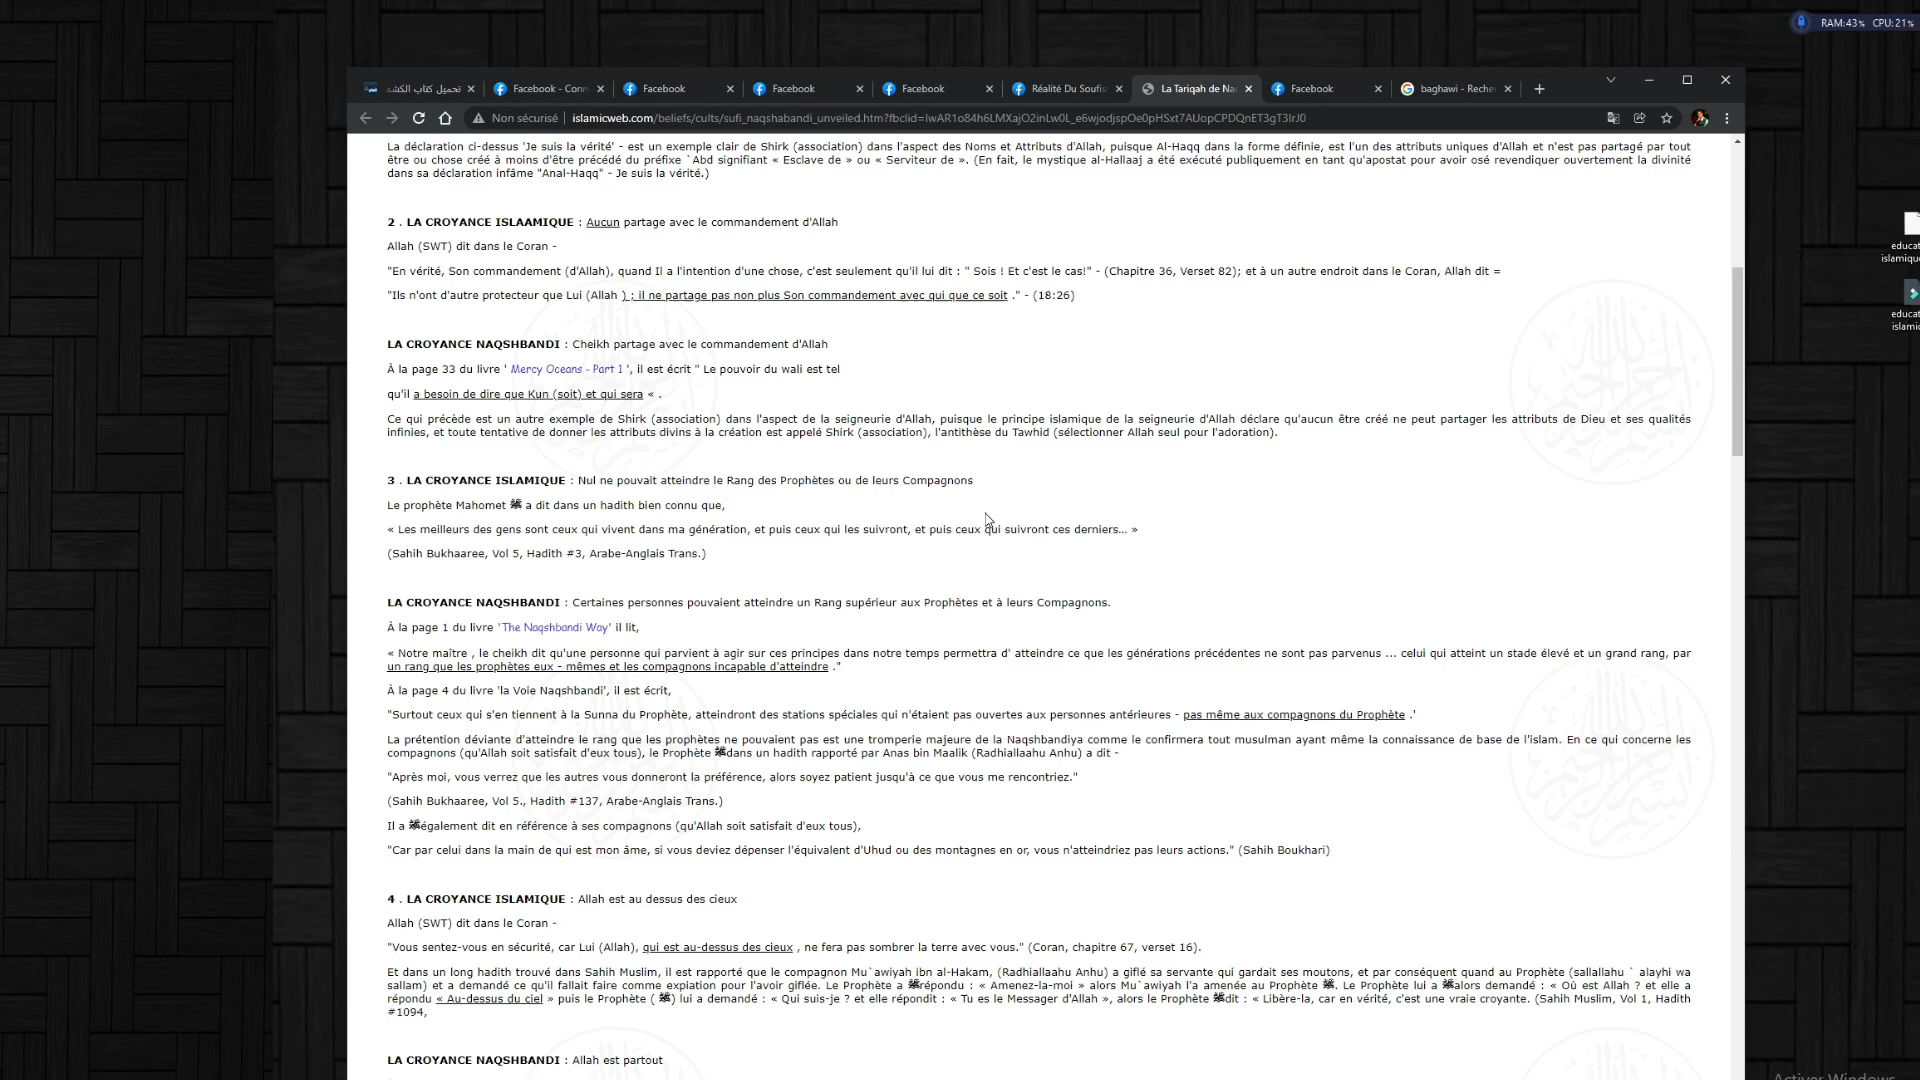 RAM:43% CPU:21%
تحميل كتاب الكشف
Facebook - Conn
Facebook
Facebook
Facebook
Réalité Du Soufis
La Tariqah de Na
Facebook
baghawi - Reche
Non sécurisé
islamicweb.com/beliefs/cults/sufi_naqshabandi_unveiled.htm?fbclid=IwAR1o84h6LMXajO2inLw0L_e6wjodjspOe0pHSxt7AUopCPDQnET3gT3IrJ0
La déclaration ci-dessus 'Je suis la vérité' - est un exemple clair de Shirk (association) dans l'aspect des Noms et Attributs d'Allah, puisque Al-Haqq dans la forme définie, est l'un des attributs uniques d'Allah et n'est pas partagé par tout
être ou chose créé à moins d'être précédé du préfixe `Abd signifiant « Esclave de » ou « Serviteur de ». (En fait, le mystique al-Hallaaj a été exécuté publiquement en tant qu'apostat pour avoir osé revendiquer ouvertement la divinité
dans sa déclaration infâme "Anal-Haqq" - Je suis la vérité.)
2 . LA CROYANCE ISLAAMIQUE : Aucun partage avec le commandement d'Allah
Allah (SWT) dit dans le Coran -
"En vérité, Son commandement (d'Allah), quand Il a l'intention d'une chose, c'est seulement qu'il lui dit : " Sois ! Et c'est le cas!" - (Chapitre 36, Verset 82); et à un autre endroit dans le Coran, Allah dit =
"Ils n'ont d'autre protecteur que Lui (Allah ) ; il ne partage pas non plus Son commandement avec qui que ce soit ." - (18:26)
LA CROYANCE NAQSHBANDI : Cheikh partage avec le commandement d'Allah
À la page 33 du livre ' Mercy Oceans - Part 1 ', il est écrit " Le pouvoir du wali est tel
qu'il a besoin de dire que Kun (soit) et qui sera « .
Ce qui précède est un autre exemple de Shirk (association) dans l'aspect de la seigneurie d'Allah, puisque le principe islamique de la seigneurie d'Allah déclare qu'aucun être créé ne peut partager les attributs de Dieu et ses qualités
infinies, et toute tentative de donner les attributs divins à la création est appelé Shirk (association), l'antithèse du Tawhid (sélectionner Allah seul pour l'adoration).
3 . LA CROYANCE ISLAMIQUE : Nul ne pouvait atteindre le Rang des Prophètes ou de leurs Compagnons
Le prophète Mahomet ﷺ a dit dans un hadith bien connu que,
« Les meilleurs des gens sont ceux qui vivent dans ma génération, et puis ceux qui les suivront, et puis ceux qui suivront ces derniers... »
(Sahih Bukhaaree, Vol 5, Hadith #3, Arabe-Anglais Trans.)
LA CROYANCE NAQSHBANDI : Certaines personnes pouvaient atteindre un Rang supérieur aux Prophètes et à leurs Compagnons.
À la page 1 du livre 'The Naqshbandi Way' il lit,
« Notre maître , le cheikh dit qu'une personne qui parvient à agir sur ces principes dans notre temps permettra d' atteindre ce que les générations précédentes ne sont pas parvenus ... celui qui atteint un stade élevé et un grand rang, par
un rang que les prophètes eux - mêmes et les compagnons incapable d'atteindre ."
À la page 4 du livre 'la Voie Naqshbandi', il est écrit,
"Surtout ceux qui s'en tiennent à la Sunna du Prophète, atteindront des stations spéciales qui n'étaient pas ouvertes aux personnes antérieures - pas même aux compagnons du Prophète .'
La prétention déviante d'atteindre le rang que les prophètes ne pouvaient pas est une tromperie majeure de la Naqshbandiya comme le confirmera tout musulman ayant même la connaissance de base de l'islam. En ce qui concerne les
compagnons (qu'Allah soit satisfait d'eux tous), le Prophète ﷺdans un hadith rapporté par Anas bin Maalik (Radhiallaahu Anhu) a dit -
"Après moi, vous verrez que les autres vous donneront la préférence, alors soyez patient jusqu'à ce que vous me rencontriez."
(Sahih Bukhaaree, Vol 5., Hadith #137, Arabe-Anglais Trans.)
Il a ﷺégalement dit en référence à ses compagnons (qu'Allah soit satisfait d'eux tous),
"Car par celui dans la main de qui est mon âme, si vous deviez dépenser l'équivalent d'Uhud ou des montagnes en or, vous n'atteindriez pas leurs actions." (Sahih Boukhari)
4 . LA CROYANCE ISLAMIQUE : Allah est au dessus des cieux
Allah (SWT) dit dans le Coran -
"Vous sentez-vous en sécurité, car Lui (Allah), qui est au-dessus des cieux , ne fera pas sombrer la terre avec vous." (Coran, chapitre 67, verset 16).
Et dans un long hadith trouvé dans Sahih Muslim, il est rapporté que le compagnon Mu`awiyah ibn al-Hakam, (Radhiallaahu Anhu) a giflé sa servante qui gardait ses moutons, et par conséquent quand au Prophète (sallallahu ` alayhi wa
sallam) et a demandé ce qu'il fallait faire comme expiation pour l'avoir giflée. Le Prophète a ﷺrépondu : « Amenez-la-moi » alors Mu`awiyah l'a amenée au Prophète ﷺ. Le Prophète lui a ﷺalors demandé : « Où est Allah ? et elle a
répondu « Au-dessus du ciel » puis le Prophète ( ﷺ) lui a demandé : « Qui suis-je ? et elle répondit : « Tu es le Messager d'Allah », alors le Prophète ﷺdit : « Libère-la, car en vérité, c'est une vraie croyante. (Sahih Muslim, Vol 1, Hadith
#1094,
LA CROYANCE NAQSHBANDI : Allah est partout
educat
islamique
educat
islami
Activer Windows